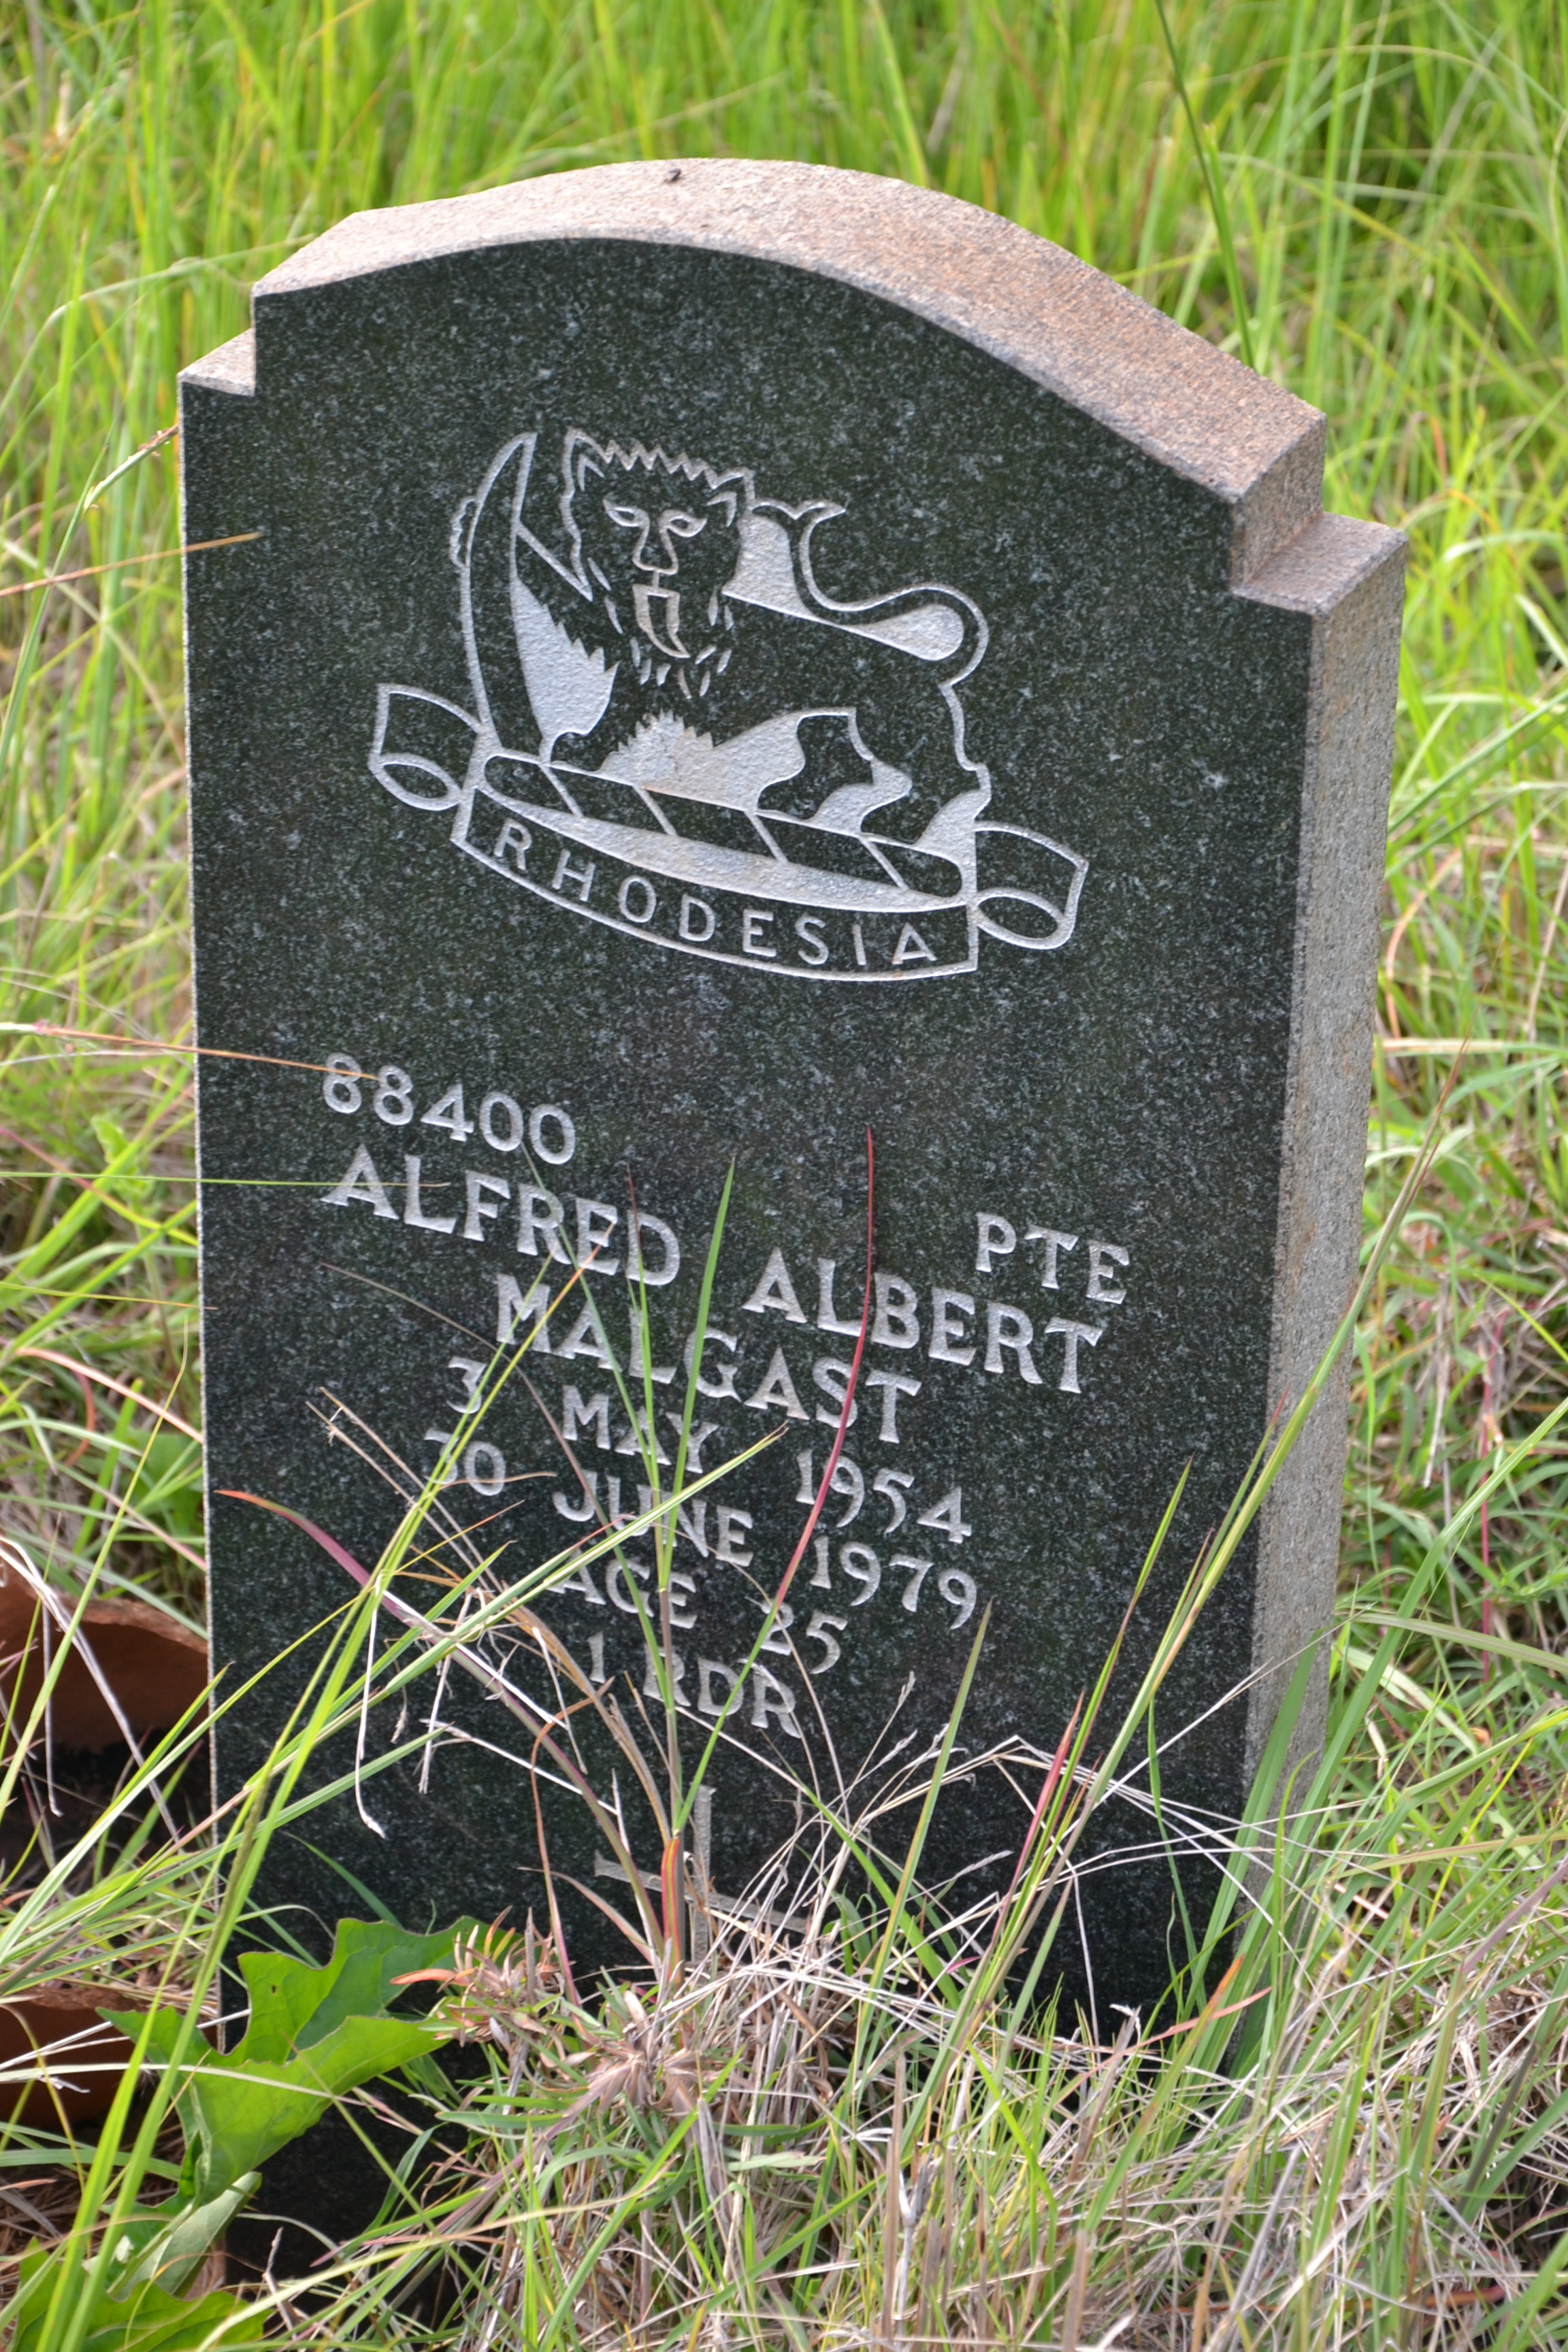 RHODESIA
88400 PTE
ALFRED ALBERT
MALGAST
3 MAY 1954
30 JUNE 1979
AGE 25
1 RDR